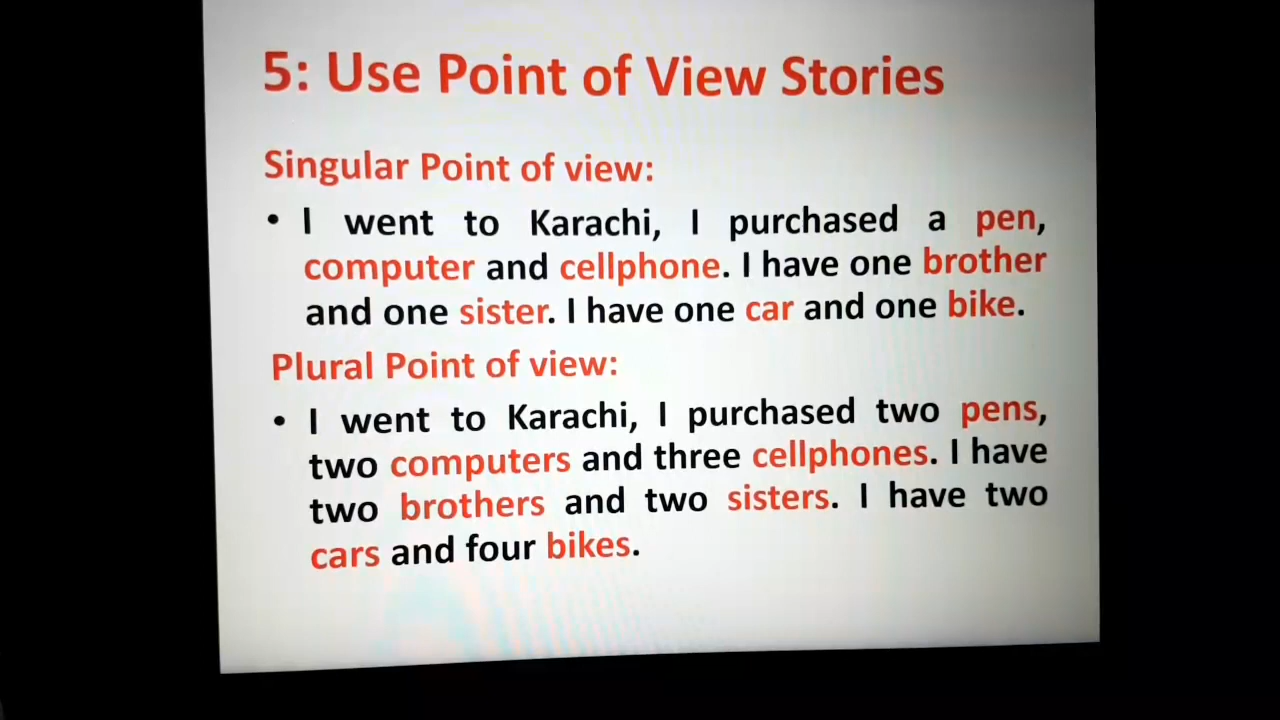 5: Use Point of View Stories
Singular Point of view:
• I went to Karachi, I purchased a pen,
computer and cellphone. I have one brother
and one sister. I have one car and one bike.
Plural Point of view:
• I went to Karachi, I purchased two pens,
two computers and three cellphones. I have
two brothers and two sisters. I have two
cars and four bikes.